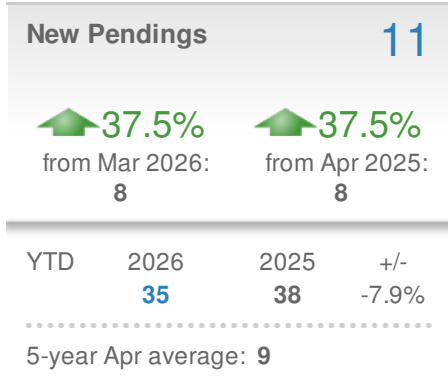 New Pendings 11
37.5% 37.5%
from Mar 2026: from Apr 2025:
8 8
YTD 2026 2025 +/-
35 38 -7.9%
5-year Apr average: 9